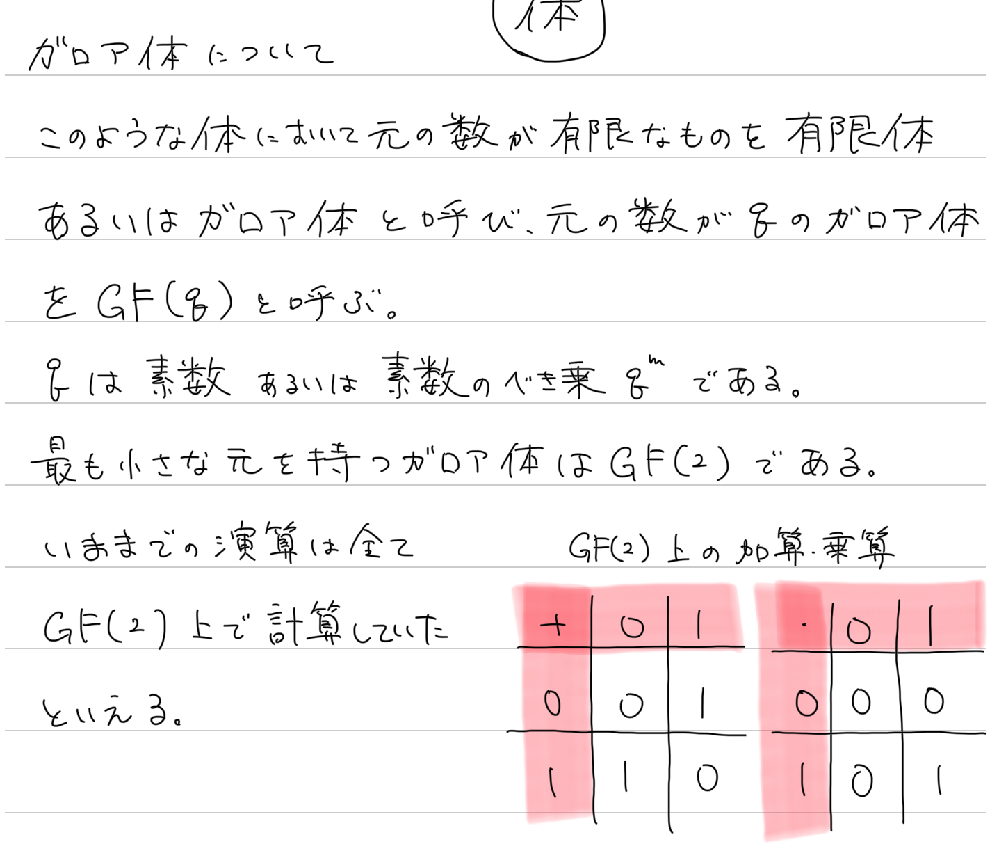 体
ガロア体について
このような体において元の数が有限なものを有限体
あるいはガロア体と呼び、元の数がqのガロア体
をGF(q)と呼ぶ。
qは素数あるいは素数のべき乗 q^m である。
最も小さな元を持つガロア体はGF(2)である。
いままでの演算は全て
GF(2)上で計算していた
といえる。
GF(2)上の加算・乗算
+ 0 1
0 0 1
1 1 0
· 0 1
0 0 0
1 0 1